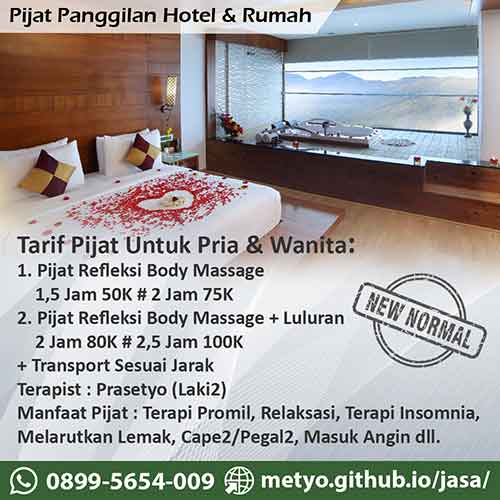 Pijat Panggilan Hotel & Rumah
Tarif Pijat Untuk Pria & Wanita:
1. Pijat Refleksi Body Massage
1,5 Jam 50K # 2 Jam 75K
2. Pijat Refleksi Body Massage + Luluran
2 Jam 80K # 2,5 Jam 100K
+ Transport Sesuai Jarak
Terapist : Prasetyo (Laki2)
Manfaat Pijat : Terapi Promil, Relaksasi, Terapi Insomnia,
Melarutkan Lemak, Cape2/Pegal2, Masuk Angin dll.
NEW NORMAL
0899-5654-009
metyo.github.io/jasa/